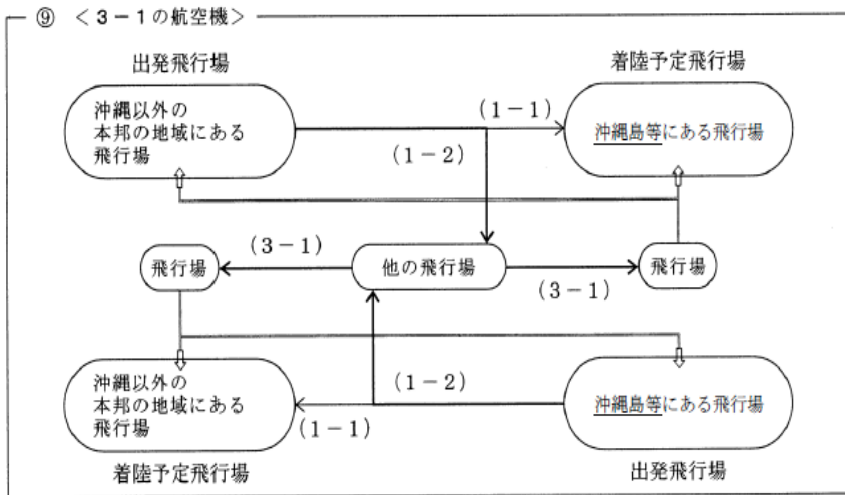 ⑨ <3-1の航空機>
出発飛行場
着陸予定飛行場
沖縄以外の
本邦の地域にある
飛行場
(1-1)
沖縄島等にある飛行場
(1-2)
(3-1)
飛行場
他の飛行場
飛行場
(3-1)
沖縄以外の
本邦の地域にある
飛行場
(1-2)
沖縄島等にある飛行場
(1-1)
着陸予定飛行場
出発飛行場